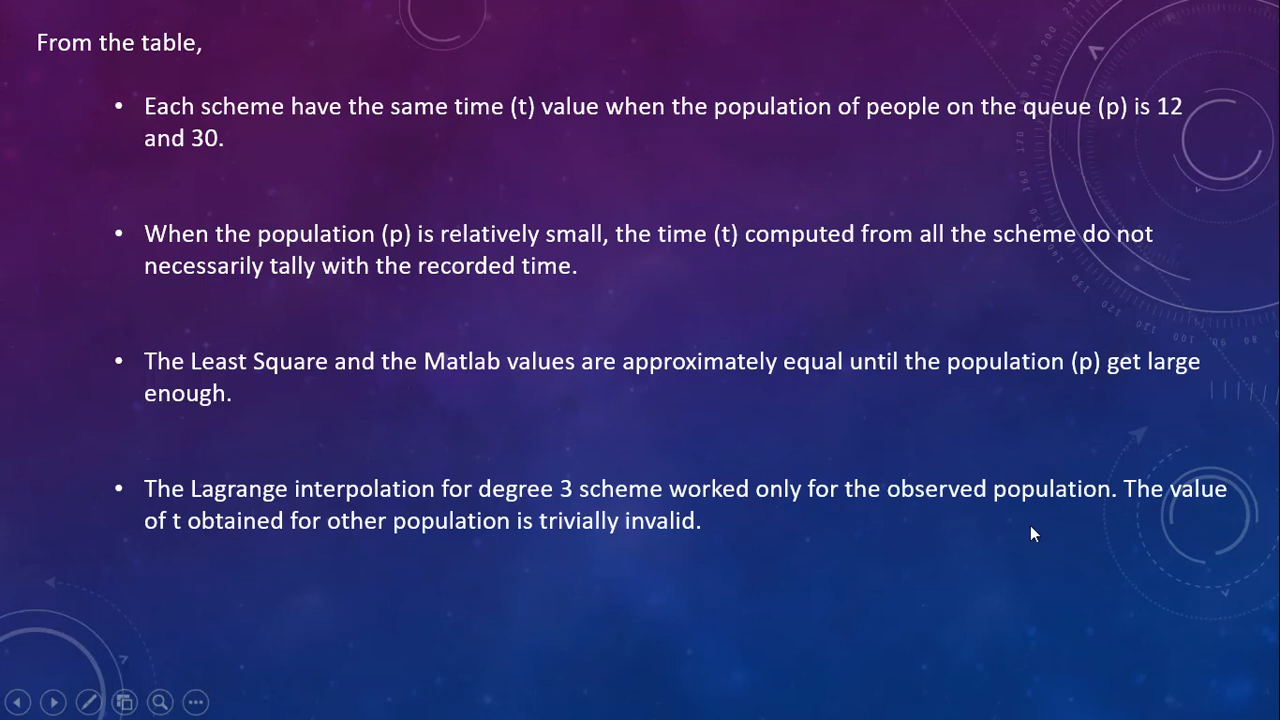 From the table,
• Each scheme have the same time (t) value when the population of people on the queue (p) is 12
and 30.
• When the population (p) is relatively small, the time (t) computed from all the scheme do not
necessarily tally with the recorded time.
• The Least Square and the Matlab values are approximately equal until the population (p) get large
enough.
• The Lagrange interpolation for degree 3 scheme worked only for the observed population. The value
of t obtained for other population is trivially invalid.